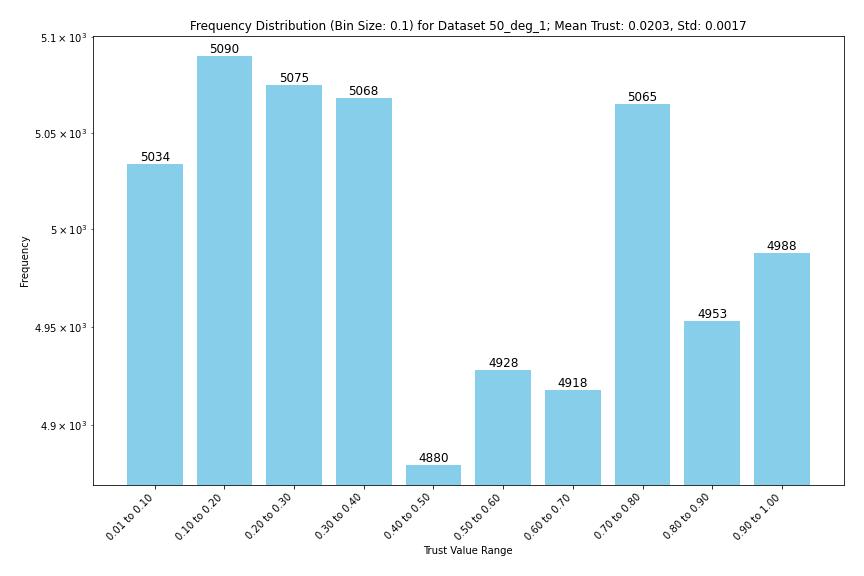 Frequency Distribution (Bin Size: 0.1) for Dataset 50_deg_1; Mean Trust: 0.0203, Std: 0.0017
5.1 × 10³
5.05 × 10³
5 × 10³
4.95 × 10³
4.9 × 10³
Frequency
5034
5090
5075
5068
4880
4928
4918
5065
4953
4988
0.01 to 0.10
0.10 to 0.20
0.20 to 0.30
0.30 to 0.40
0.40 to 0.50
0.50 to 0.60
0.60 to 0.70
0.70 to 0.80
0.80 to 0.90
0.90 to 1.00
Trust Value Range